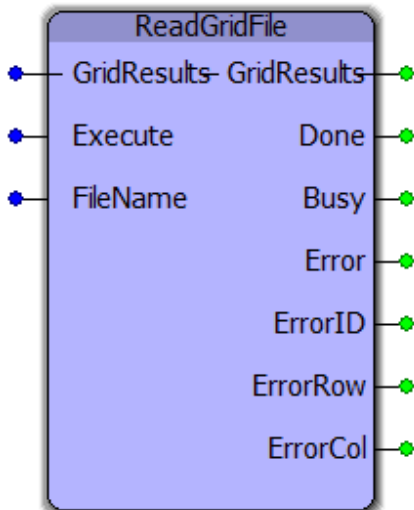 ReadGridFile
GridResults GridResults
Execute Done
FileName Busy
Error
ErrorID
ErrorRow
ErrorCol